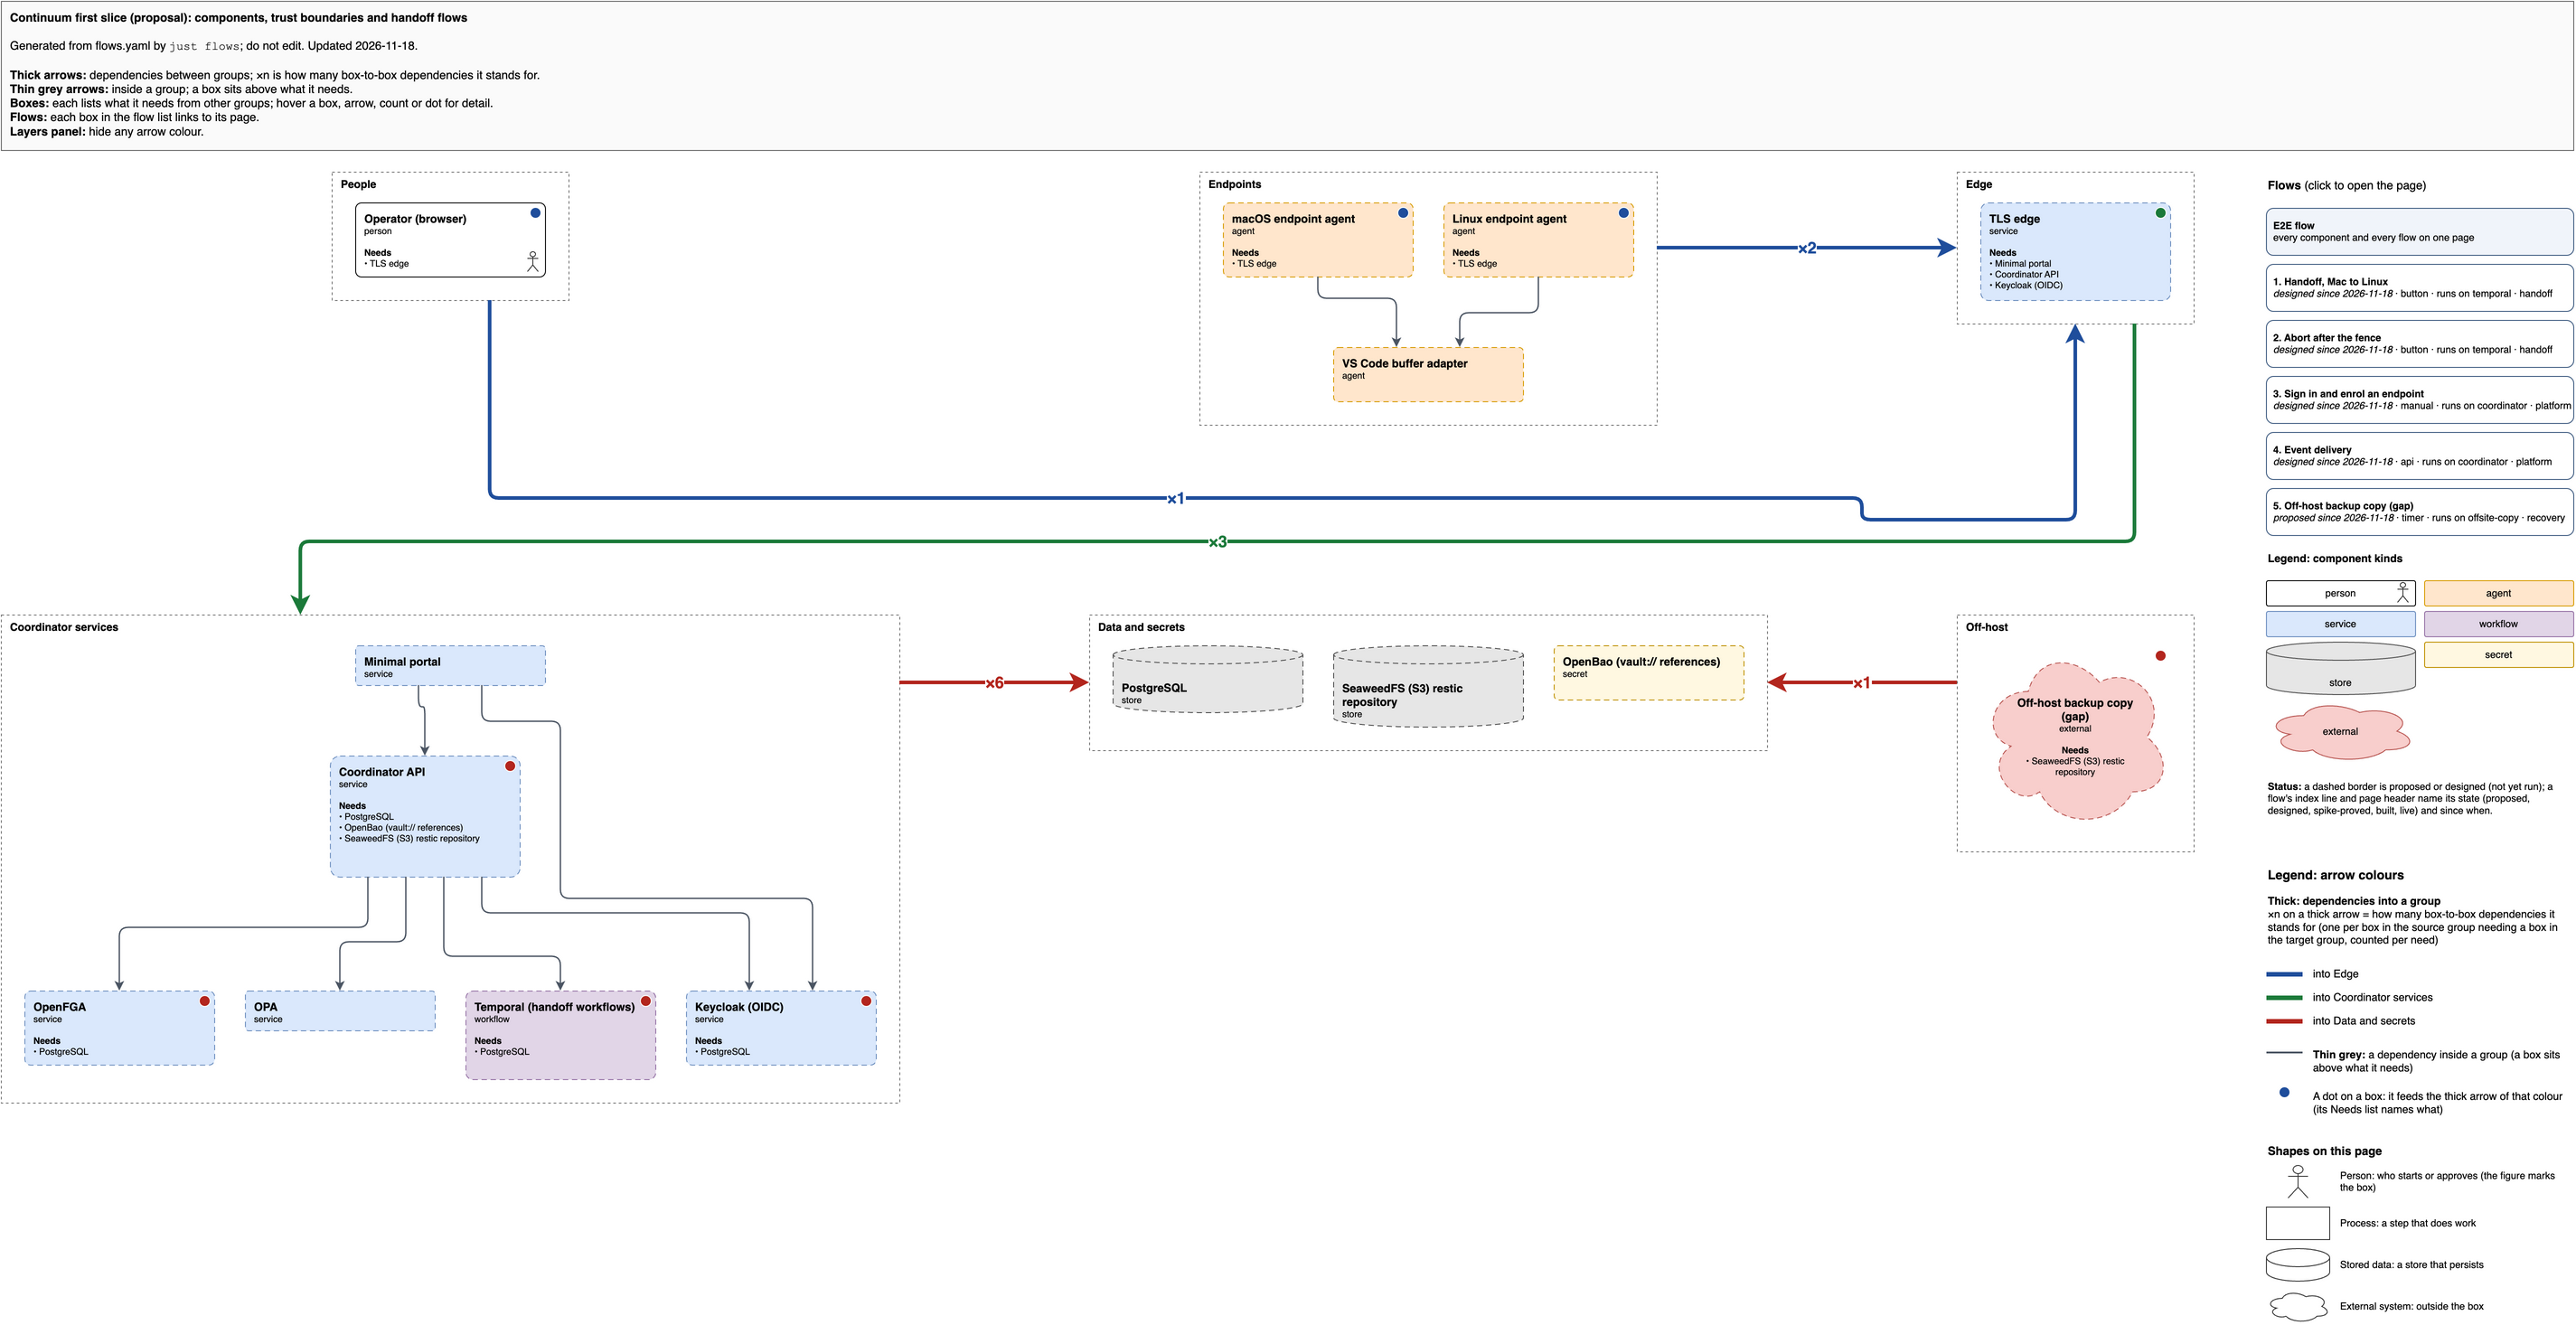 Continuum first slice (proposal): components, trust boundaries and handoff flows
Generated from flows.yaml by just flows; do not edit. Updated 2026-11-18.
Thick arrows: dependencies between groups; ×n is how many box-to-box dependencies it stands for.
Thin grey arrows: inside a group; a box sits above what it needs.
Boxes: each lists what it needs from other groups; hover a box, arrow, count or dot for detail.
Flows: each box in the flow list links to its page.
Layers panel: hide any arrow colour.
People
Operator (browser)
person
Needs
• TLS edge
Endpoints
macOS endpoint agent
agent
Needs
• TLS edge
Linux endpoint agent
agent
Needs
• TLS edge
VS Code buffer adapter
agent
×2
Edge
TLS edge
service
Needs
• Minimal portal
• Coordinator API
• Keycloak (OIDC)
×1
×3
Coordinator services
Minimal portal
service
Coordinator API
service
Needs
• PostgreSQL
• OpenBao (vault:// references)
• SeaweedFS (S3) restic repository
OpenFGA
service
Needs
• PostgreSQL
OPA
service
Temporal (handoff workflows)
workflow
Needs
• PostgreSQL
Keycloak (OIDC)
service
Needs
• PostgreSQL
×6
Data and secrets
PostgreSQL
store
SeaweedFS (S3) restic
repository
store
OpenBao (vault:// references)
secret
×1
Off-host
Off-host backup copy
(gap)
external
Needs
• SeaweedFS (S3) restic
repository
Flows (click to open the page)
E2E flow
every component and every flow on one page
1. Handoff, Mac to Linux
designed since 2026-11-18 · button · runs on temporal · handoff
2. Abort after the fence
designed since 2026-11-18 · button · runs on temporal · handoff
3. Sign in and enrol an endpoint
designed since 2026-11-18 · manual · runs on coordinator · platform
4. Event delivery
designed since 2026-11-18 · api · runs on coordinator · platform
5. Off-host backup copy (gap)
proposed since 2026-11-18 · timer · runs on offsite-copy · recovery
Legend: component kinds
person
agent
service
workflow
store
secret
external
Status: a dashed border is proposed or designed (not yet run); a
flow's index line and page header name its state (proposed,
designed, spike-proved, built, live) and since when.
Legend: arrow colours
Thick: dependencies into a group
×n on a thick arrow = how many box-to-box dependencies it
stands for (one per box in the source group needing a box in
the target group, counted per need)
into Edge
into Coordinator services
into Data and secrets
Thin grey: a dependency inside a group (a box sits
above what it needs)
A dot on a box: it feeds the thick arrow of that colour
(its Needs list names what)
Shapes on this page
Person: who starts or approves (the figure marks
the box)
Process: a step that does work
Stored data: a store that persists
External system: outside the box